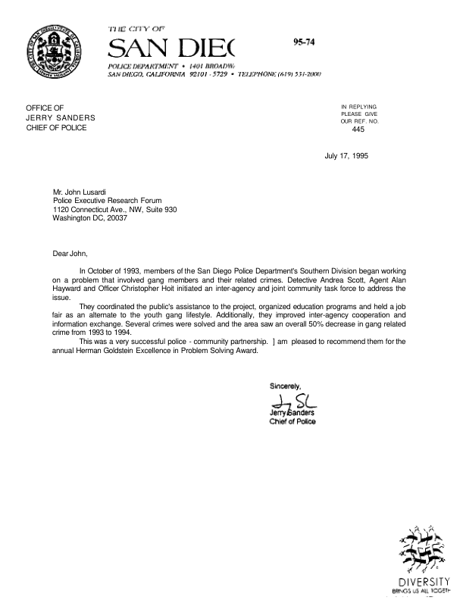 THE CITY OF
SAN DIEC
95-74
POLICE DEPARTMENT • 1401 BROADWA
SAN DIEGO, CALIFORNIA 92101-5729 • TELEPHONE (619) 531-2000
OFFICE OF
JERRY SANDERS
CHIEF OF POLICE
IN REPLYING
PLEASE GIVE
OUR REF. NO.
445
July 17, 1995
Mr. John Lusardi
Police Executive Research Forum
1120 Connecticut Ave., NW, Suite 930
Washington DC, 20037
Dear John,
In October of 1993, members of the San Diego Police Department's Southern Division began working
on a problem that involved gang members and their related crimes. Detective Andrea Scott, Agent Alan
Hayward and Officer Christopher Hoit initiated an inter-agency and joint community task force to address the
issue.
They coordinated the public's assistance to the project, organized education programs and held a job
fair as an alternate to the youth gang lifestyle. Additionally, they improved inter-agency cooperation and
information exchange. Several crimes were solved and the area saw an overall 50% decrease in gang related
crime from 1993 to 1994.
This was a very successful police - community partnership. ] am pleased to recommend them for the
annual Herman Goldstein Excellence in Problem Solving Award.
Sincerely,
Jerry Sanders
Chief of Police
DIVERSITY
BRINGS US ALL TOGETH